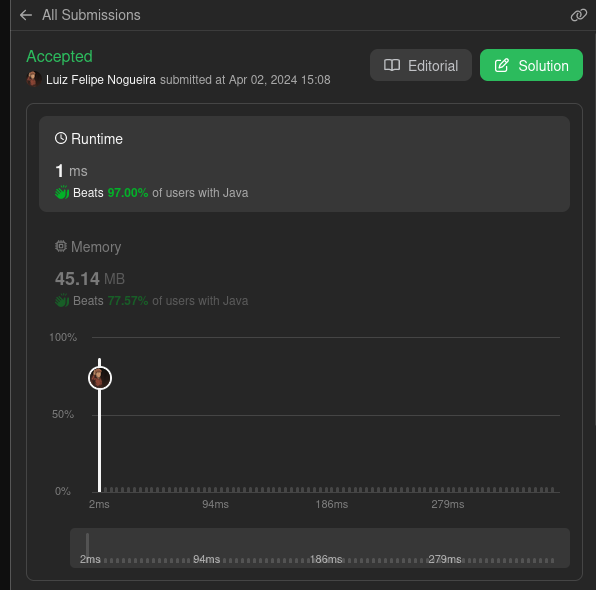 All Submissions
Accepted
Luiz Felipe Nogueira submitted at Apr 02, 2024 15:08
Editorial
Solution
Runtime
1 ms
Beats 97.00% of users with Java
Memory
45.14 MB
Beats 77.57% of users with Java
100%
50%
0%
2ms 94ms 186ms 279ms
2ms 94ms 186ms 279ms